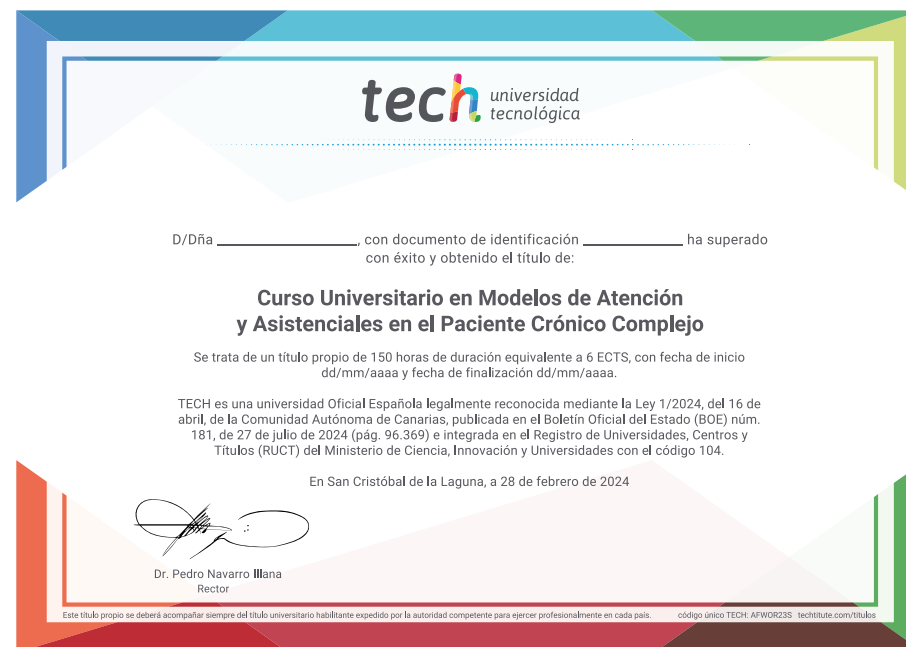 tech universidad
tecnológica
D/Dña ________________, con documento de identificación ____________ ha superado
con éxito y obtenido el título de:
Curso Universitario en Modelos de Atención
y Asistenciales en el Paciente Crónico Complejo
Se trata de un título propio de 150 horas de duración equivalente a 6 ECTS, con fecha de inicio
dd/mm/aaaa y fecha de finalización dd/mm/aaaa.
TECH es una universidad Oficial Española legalmente reconocida mediante la Ley 1/2024, del 16 de
abril, de la Comunidad Autónoma de Canarias, publicada en el Boletín Oficial del Estado (BOE) núm.
181, de 27 de julio de 2024 (pág. 96.369) e integrada en el Registro de Universidades, Centros y
Títulos (RUCT) del Ministerio de Ciencia, Innovación y Universidades con el código 104.
En San Cristóbal de la Laguna, a 28 de febrero de 2024
Dr. Pedro Navarro Illana
Rector
Este título propio se deberá acompañar siempre del título universitario habilitante expedido por la autoridad competente para ejercer profesionalmente en cada país. código único TECH: AFWOR23S techtitute.com/titulos